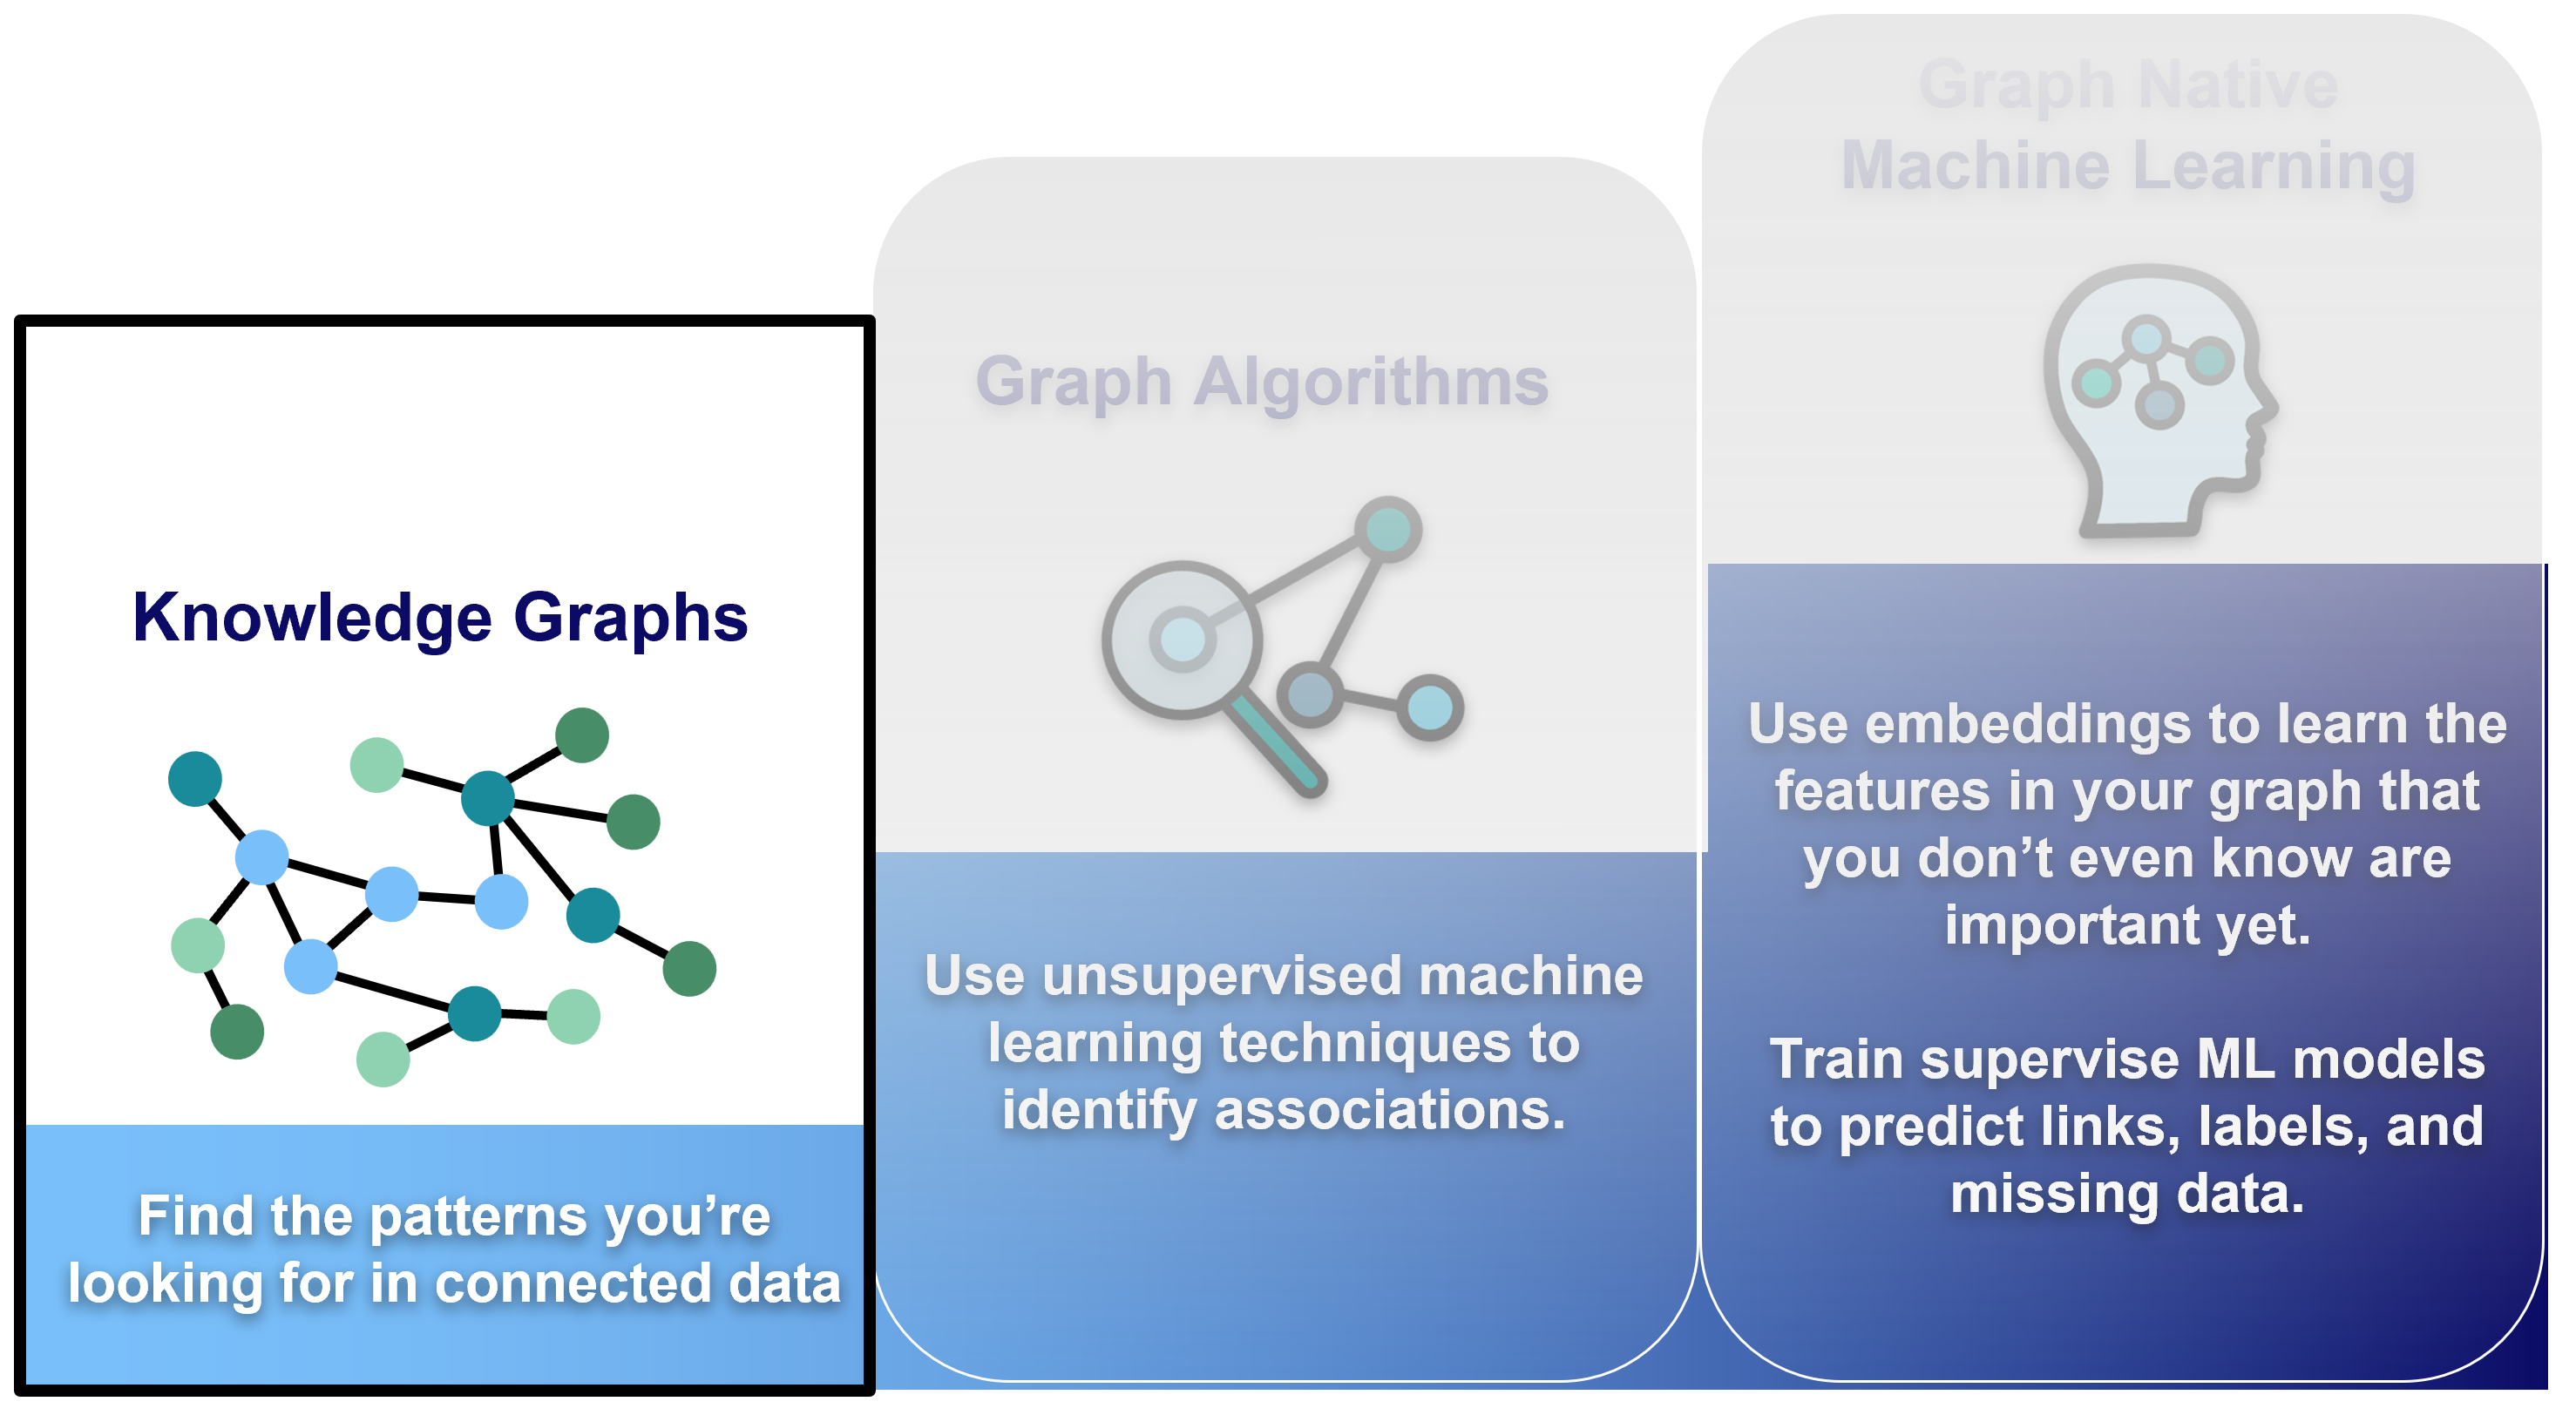 Knowledge Graphs
Find the patterns you’re
looking for in connected data
Graph Algorithms
Use unsupervised machine
learning techniques to
identify associations.
Graph Native
Machine Learning
Use embeddings to learn the
features in your graph that
you don’t even know are
important yet.
Train supervise ML models
to predict links, labels, and
missing data.